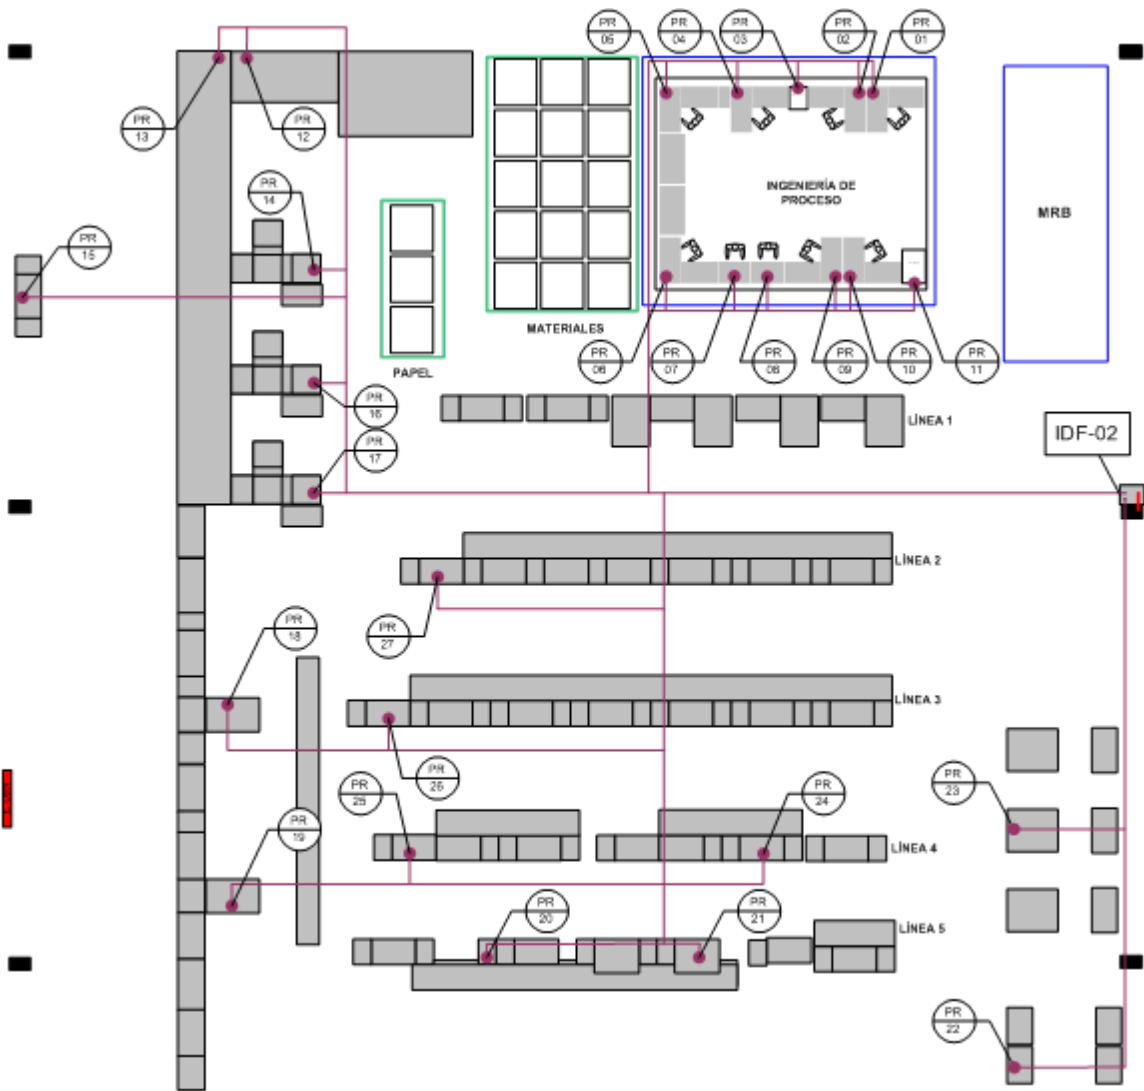 PR
05
PR
04
PR
03
PR
02
PR
01
PR
13
PR
12
PR
14
PR
15
INGENIERÍA DE
PROCESO
MRB
MATERIALES
PAPEL
PR
06
PR
07
PR
08
PR
09
PR
10
PR
11
PR
16
PR
17
LÍNEA 1
IDF-02
LÍNEA 2
PR
27
PR
18
LÍNEA 3
PR
26
PR
25
PR
24
PR
23
PR
19
LÍNEA 4
PR
20
PR
21
LÍNEA 5
PR
22